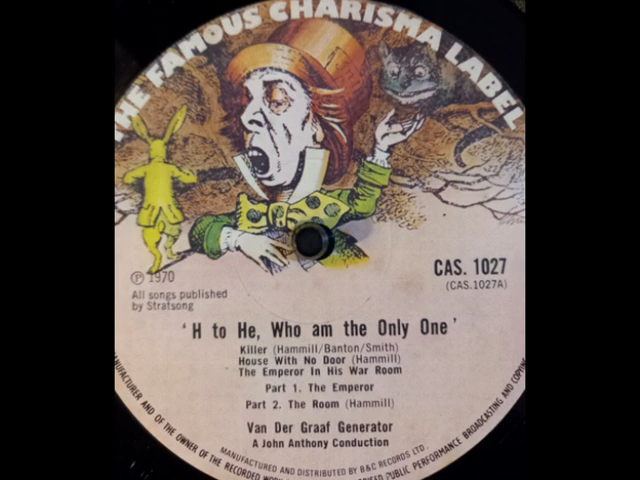 THE FAMOUS CHARISMA LABEL
CAS. 1027
(CAS.1027A)
℗ 1970
All songs published
by Stratsong
'H to He, Who am the Only One'
Killer (Hammill/Banton/Smith)
House With No Door (Hammill)
The Emperor In His War Room
Part 1. The Emperor
Part 2. The Room (Hammill)
Van Der Graaf Generator
A John Anthony Conduction
MANUFACTURED AND DISTRIBUTED BY B&C RECORDS LTD.
MANUFACTURER AND OF THE OWNER OF THE RECORDED
PUBLIC PERFORMANCE BROADCASTING AND